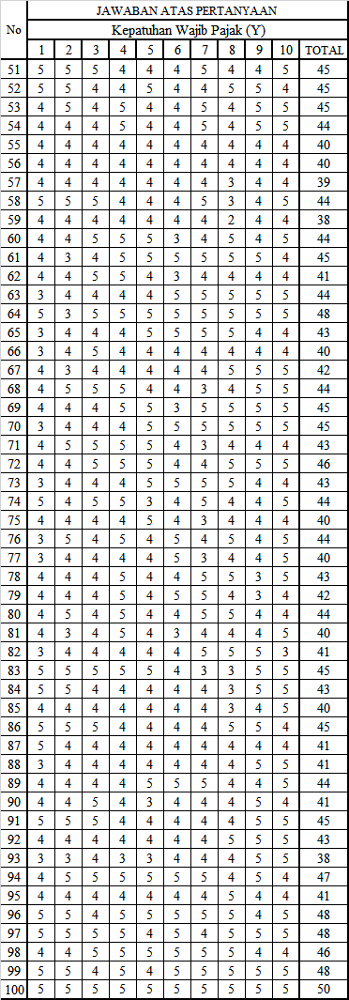 JAWABAN ATAS PERTANYAAN
No Kepatuhan Wajib Pajak (Y)
1 2 3 4 5 6 7 8 9 10 TOTAL
51 5 5 5 4 4 4 5 4 4 5 45
52 5 5 4 4 5 4 4 5 5 4 45
53 4 5 4 5 4 4 5 4 5 5 45
54 4 4 4 5 4 4 5 4 5 5 44
55 4 4 4 4 4 4 4 4 4 4 40
56 4 4 4 4 4 4 4 4 4 4 40
57 4 4 4 4 4 4 4 3 4 4 39
58 5 5 5 4 4 4 5 3 4 5 44
59 4 4 4 4 4 4 4 2 4 4 38
60 4 4 5 5 5 3 4 5 4 5 44
61 4 3 4 5 5 5 5 5 5 4 45
62 4 4 5 5 4 3 4 4 4 4 41
63 3 4 4 4 4 5 5 5 5 5 44
64 5 3 5 5 5 5 5 5 5 5 48
65 3 4 4 4 5 5 5 5 4 4 43
66 3 4 5 4 4 4 4 4 4 4 40
67 4 3 4 4 4 4 4 5 5 5 42
68 4 5 5 5 4 4 3 4 5 5 44
69 4 4 4 5 5 3 5 5 5 5 45
70 3 4 4 4 5 5 5 5 5 5 45
71 4 5 5 5 5 4 3 4 4 4 43
72 4 4 5 5 5 4 4 5 5 5 46
73 3 4 4 4 5 5 5 5 4 4 43
74 5 4 5 5 3 4 5 4 4 5 44
75 4 4 4 4 5 4 3 4 4 4 40
76 3 5 4 5 4 5 4 5 4 5 44
77 3 4 4 4 4 5 3 4 4 5 40
78 4 4 4 5 4 4 5 5 3 5 43
79 4 4 4 5 4 5 5 4 3 4 42
80 4 5 4 5 4 4 5 5 4 4 44
81 4 3 4 5 4 3 4 4 4 5 40
82 3 4 4 4 4 4 5 5 5 3 41
83 5 5 5 5 5 4 3 3 5 5 45
84 5 5 4 4 4 4 4 3 5 5 43
85 4 4 4 4 4 4 4 3 4 5 40
86 5 5 5 4 4 4 4 5 5 4 45
87 5 4 4 4 4 4 4 4 4 4 41
88 3 4 4 4 4 4 4 4 5 5 41
89 4 4 4 4 5 5 5 4 4 5 44
90 4 4 5 4 3 4 4 4 5 4 41
91 5 5 5 4 4 4 4 4 5 5 45
92 4 4 4 4 4 4 4 5 5 5 43
93 3 3 4 3 3 4 4 4 5 5 38
94 4 5 5 5 5 5 5 4 5 4 47
95 4 4 4 4 4 4 4 5 4 4 41
96 5 5 4 5 5 5 5 5 4 5 48
97 5 5 5 5 4 5 4 5 5 5 48
98 4 4 5 5 5 5 5 5 4 4 46
99 5 5 4 5 4 5 5 5 5 5 48
100 5 5 5 5 5 5 5 5 5 5 50